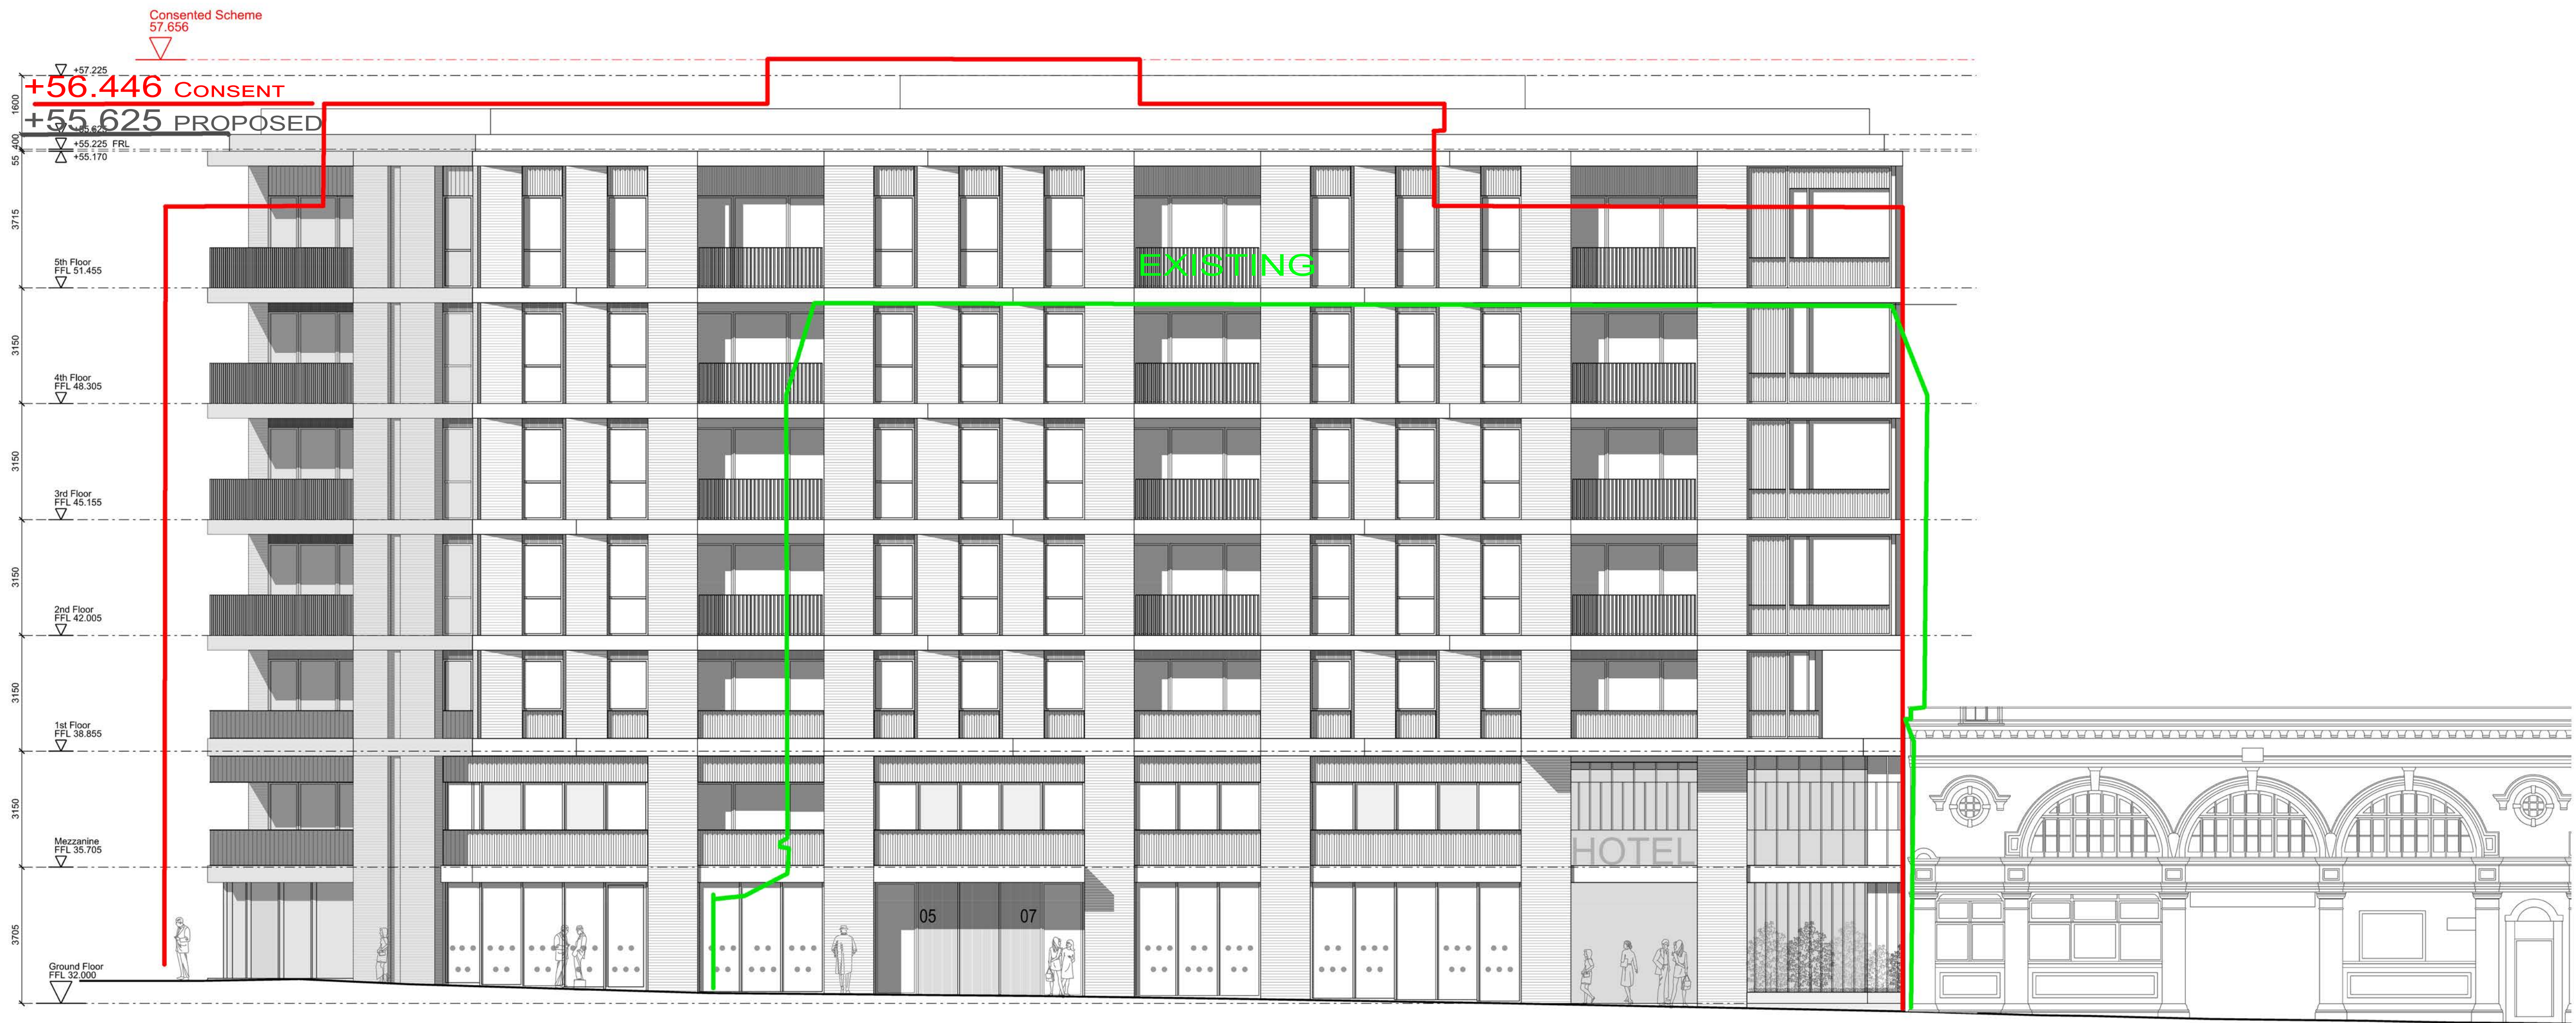 Consented Scheme
57.656
+57.225
+56.446 CONSENT
1600
+55.625 PROPOSED
+55.625
400
+55.225 FRL
55
+55.170
3715
5th Floor
FFL 51.455
EXISTING
3150
4th Floor
FFL 48.305
3150
3rd Floor
FFL 45.155
3150
2nd Floor
FFL 42.005
3150
1st Floor
FFL 38.855
3150
Mezzanine
FFL 35.705
HOTEL
05
07
3705
Ground Floor
FFL 32.000